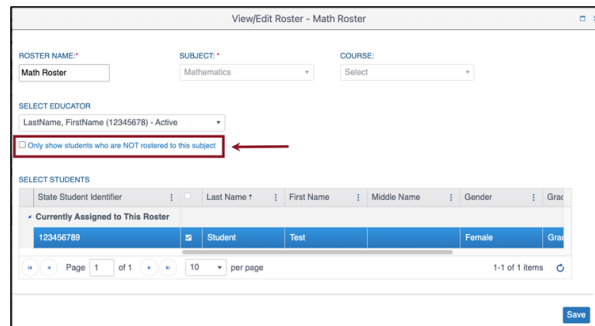 View/Edit Roster - Math Roster
ROSTER NAME:* SUBJECT: * COURSE:
Math Roster Mathematics Select
SELECT EDUCATOR
LastName, FirstName (12345678) - Active
Only show students who are NOT rostered to this subject
SELECT STUDENTS
State Student Identifier Last Name ↑ First Name Middle Name Gender Grad
Currently Assigned to This Roster
123456789 Student Test Female Grad
Page 1 of 1 10 per page 1-1 of 1 items
Save